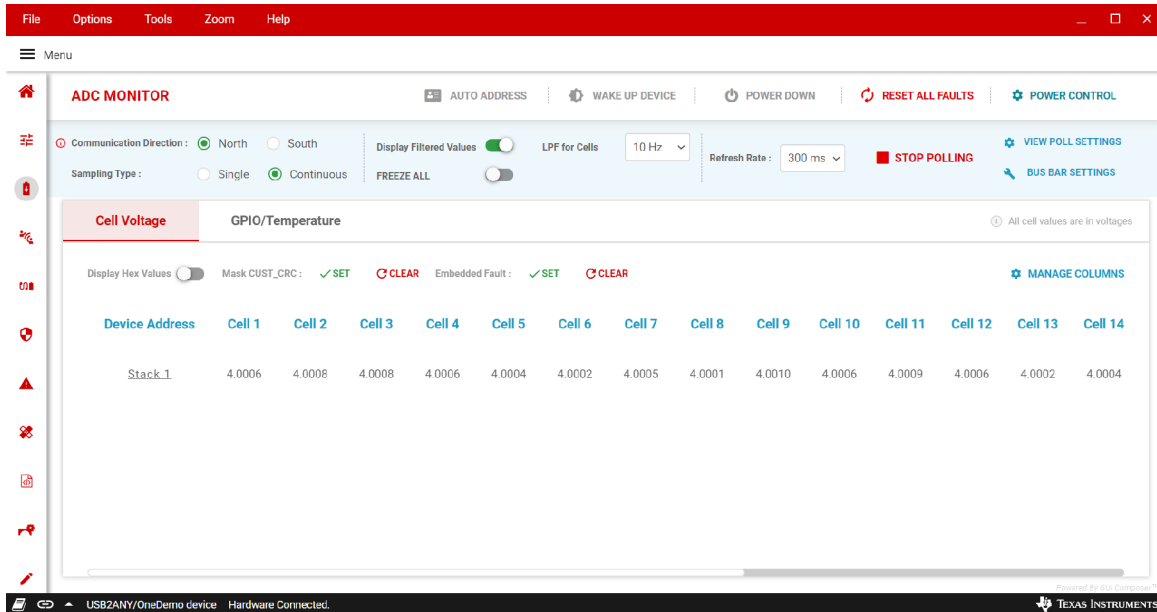 File Options Tools Zoom Help
Menu
ADC MONITOR AUTO ADDRESS WAKE UP DEVICE POWER DOWN RESET ALL FAULTS POWER CONTROL
Communication Direction : North South Display Filtered Values LPF for Cells 10 Hz Refresh Rate : 300 ms STOP POLLING VIEW POLL SETTINGS
Sampling Type : Single Continuous FREEZE ALL BUS BAR SETTINGS
Cell Voltage GPIO/Temperature All cell values are in voltages
Display Hex Values Mask CUST_CRC : SET CLEAR Embedded Fault : SET CLEAR MANAGE COLUMNS
Device Address Cell 1 Cell 2 Cell 3 Cell 4 Cell 5 Cell 6 Cell 7 Cell 8 Cell 9 Cell 10 Cell 11 Cell 12 Cell 13 Cell 14
Stack 1 4.0006 4.0008 4.0008 4.0006 4.0004 4.0002 4.0005 4.0001 4.0010 4.0006 4.0009 4.0006 4.0002 4.0004
Powered By GUI Composer™
USB2ANY/OneDemo device Hardware Connected. TEXAS INSTRUMENTS